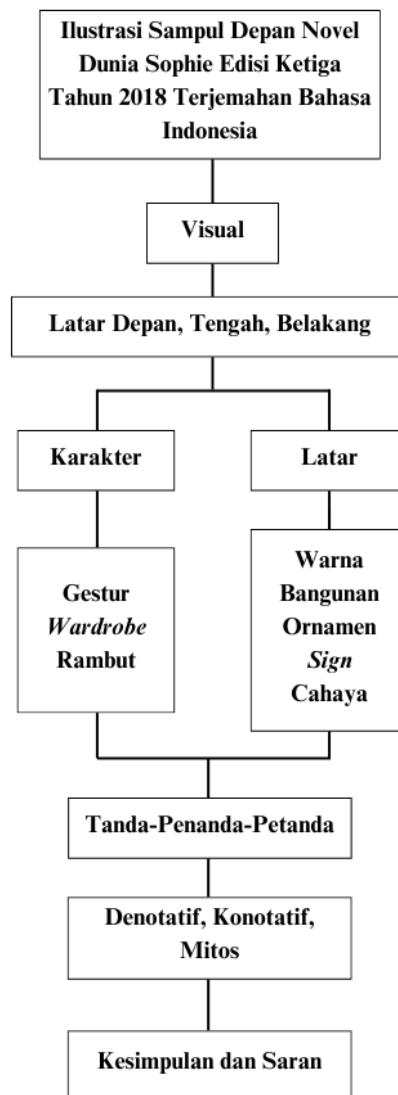 Ilustrasi Sampul Depan Novel
Dunia Sophie Edisi Ketiga
Tahun 2018 Terjemahan Bahasa
Indonesia
Visual
Latar Depan, Tengah, Belakang
Karakter
Latar
Gestur
Wardrobe
Rambut
Warna
Bangunan
Ornamen
Sign
Cahaya
Tanda-Penanda-Petanda
Denotatif, Konotatif,
Mitos
Kesimpulan dan Saran